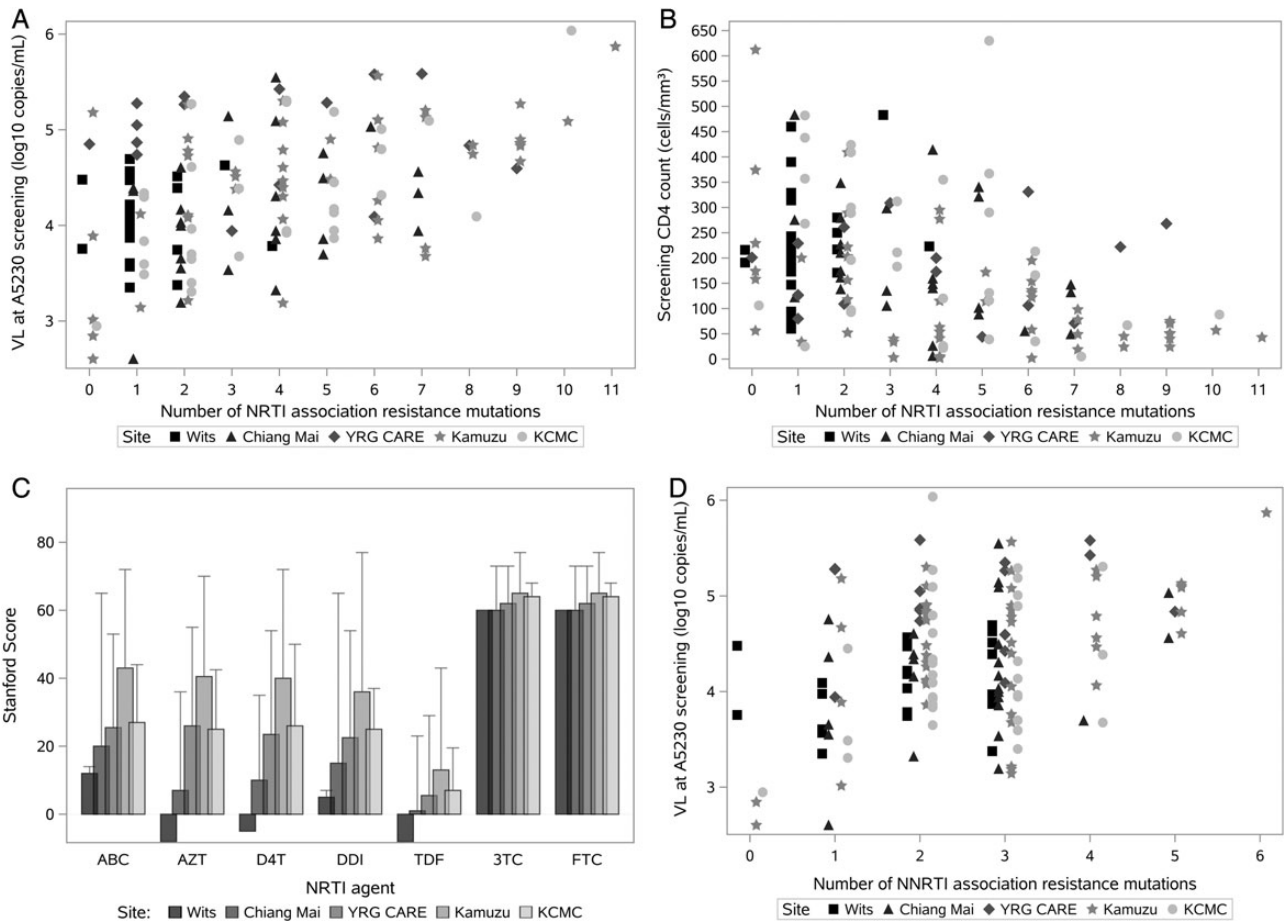 A
VL at A5230 screening (log10 copies/mL)
6
5
4
3
0 1 2 3 4 5 6 7 8 9 10 11
Number of NRTI association resistance mutations
Site Wits Chiang Mai YRG CARE Kamuzu KCMC
B
Screening CD4 count (cells/mm³)
650
600
550
500
450
400
350
300
250
200
150
100
50
0
0 1 2 3 4 5 6 7 8 9 10 11
Number of NRTI association resistance mutations
Site Wits Chiang Mai YRG CARE Kamuzu KCMC
C
Stanford Score
80
60
40
20
0
ABC AZT D4T DDI TDF 3TC FTC
NRTI agent
Site: Wits Chiang Mai YRG CARE Kamuzu KCMC
D
VL at A5230 screening (log10 copies/mL)
6
5
4
3
0 1 2 3 4 5 6
Number of NNRTI association resistance mutations
Site Wits Chiang Mai YRG CARE Kamuzu KCMC